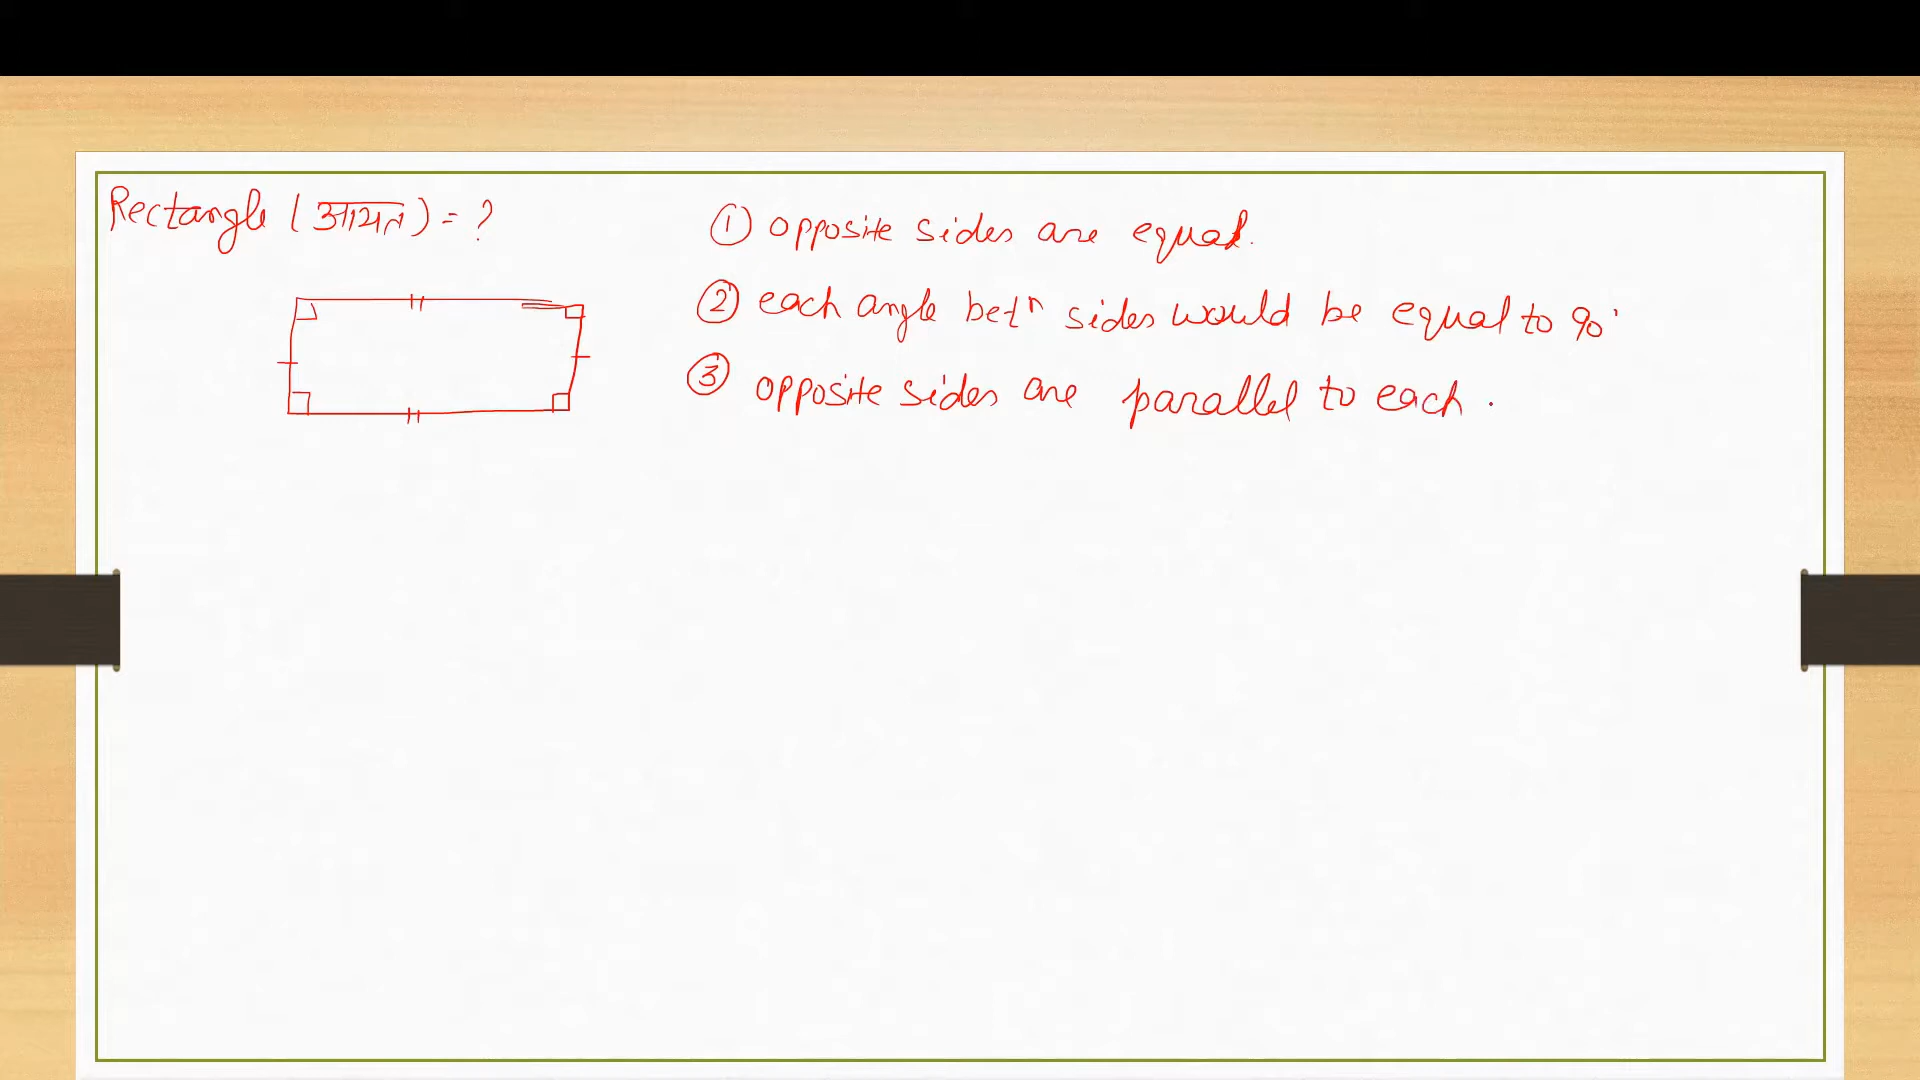 Rectangle (आयत) = ?
① opposite sides are equal.
② each angle betn sides would be equal to 90°
③ opposite sides are parallel to each .